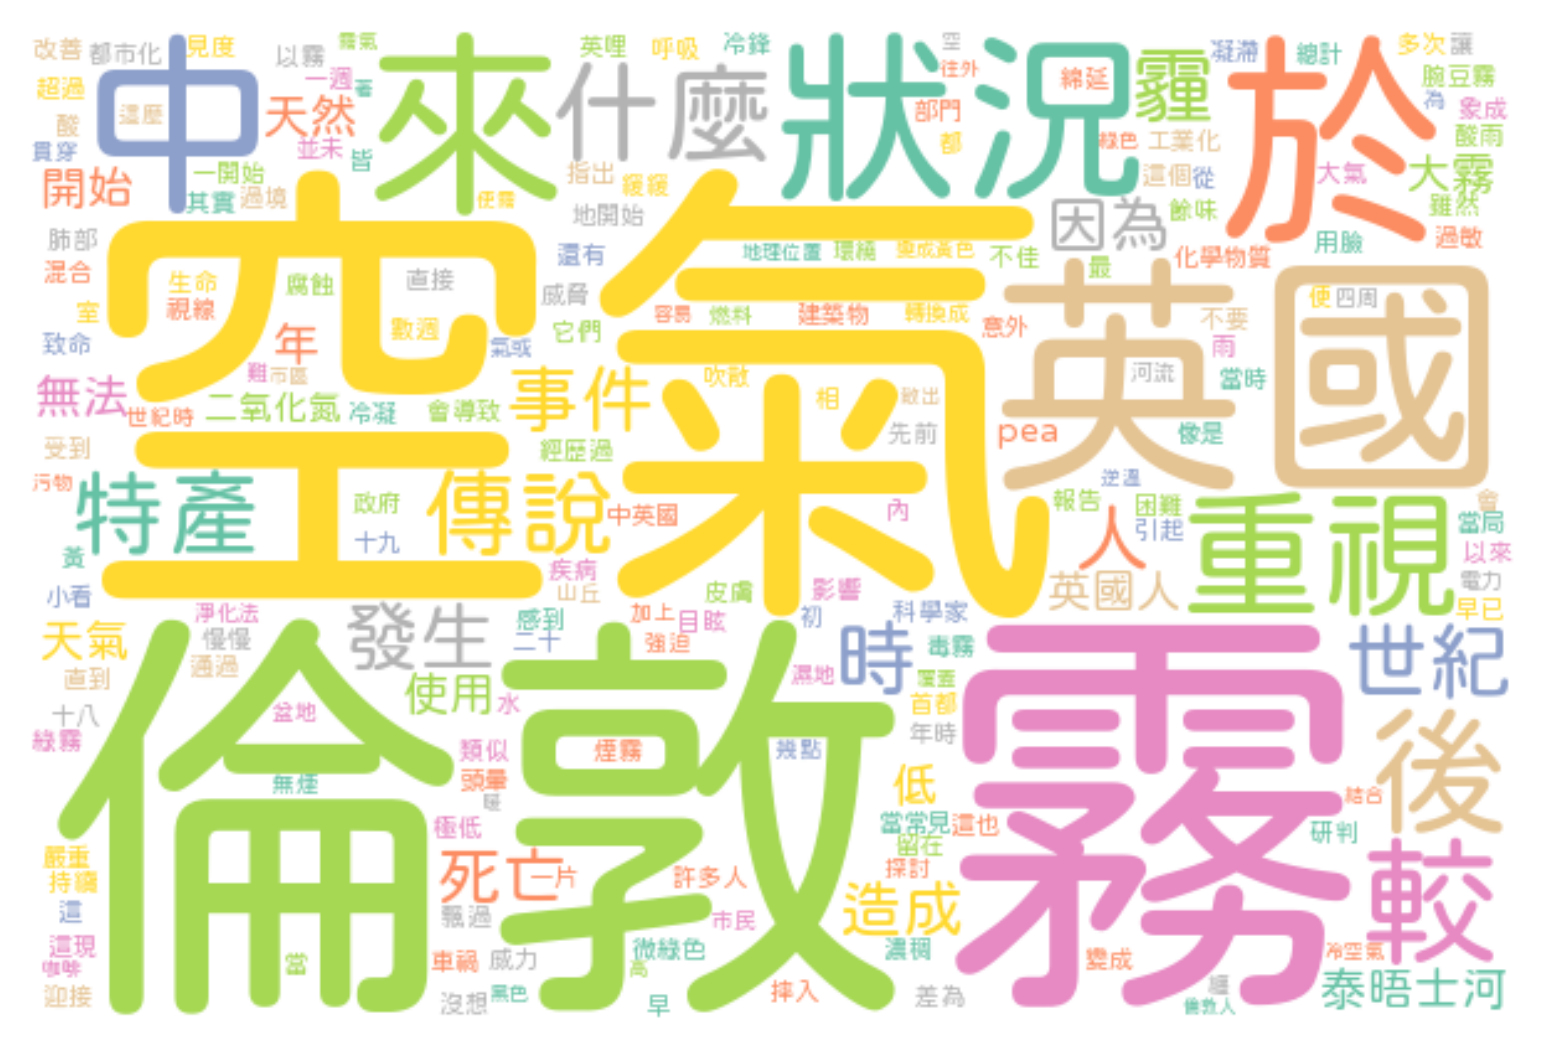 改善
都市化
見度
以霧
霧氣
英哩
呼吸
冷鋒
空
多次
讓
凝滯
總計
超過
這麼
一週
著
中
來
什麼
狀況
往外
綿延
霾
於
腕豆霧
為
象成
酸
天然
部門
貫穿
並未
皆
都
綠色
工業化
酸雨
開始
一開始
指出
緩緩
這個
從
大氣
大霧
其實
過境
便霧
地開始
因為
餘味
雖然
肺部
還有
地理位置
環繞
變成黃色
不佳
最
化學物質
用臉
過敏
混合
生命
腐蝕
直接
威脅
空氣
英國
便
四周
室
視線
數週
它們
容易
燃料
建築物
轉換成
意外
不要
致命
年
氣或
雨
難
市區
吹散
河流
當時
無法
世紀時
二氧化氮
冷凝
會導致
事件
相
散出
先前
pea
像是
受到
經歷過
逆溫
污物
特產
政府
傳說
中英國
內
報告
困難
重視
會
當局
黃
十九
人
引起
以來
小看
疾病
山丘
皮膚
影響
英國人
電力
淨化法
發生
感到
加上
目眩
初
科學家
早已
天氣
慢慢
二十
強迫
時
毒霧
世紀
直到
通過
倫敦
使用
水
濕地
覆蓋
霧
首都
十八
盆地
年時
後
綠霧
類似
煙霧
幾點
無煙
頭暈
暖
低
結合
極低
當常見
這也
研判
嚴重
留在
持續
死亡
一片
許多人
探討
較
這
飄過
市民
造成
這現
微綠色
濃稠
咖啡
當
車禍
威力
變成
冷空氣
迎接
高
沒想
黑色
早
摔入
差為
倫敦人
泰晤士河